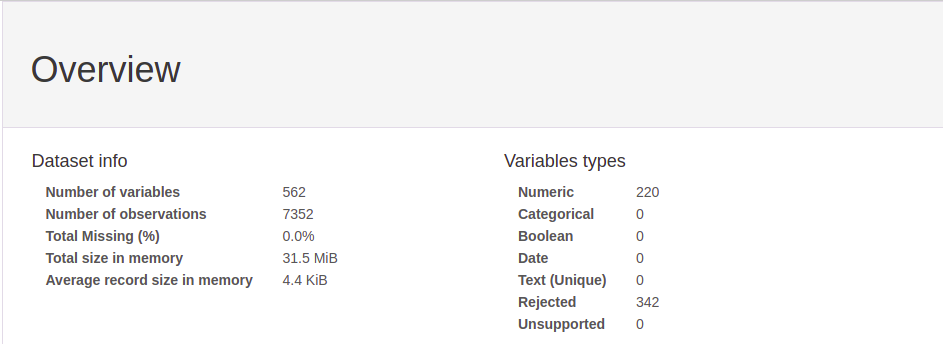 Overview
Dataset info
Number of variables 562
Number of observations 7352
Total Missing (%) 0.0%
Total size in memory 31.5 MiB
Average record size in memory 4.4 KiB
Variables types
Numeric 220
Categorical 0
Boolean 0
Date 0
Text (Unique) 0
Rejected 342
Unsupported 0